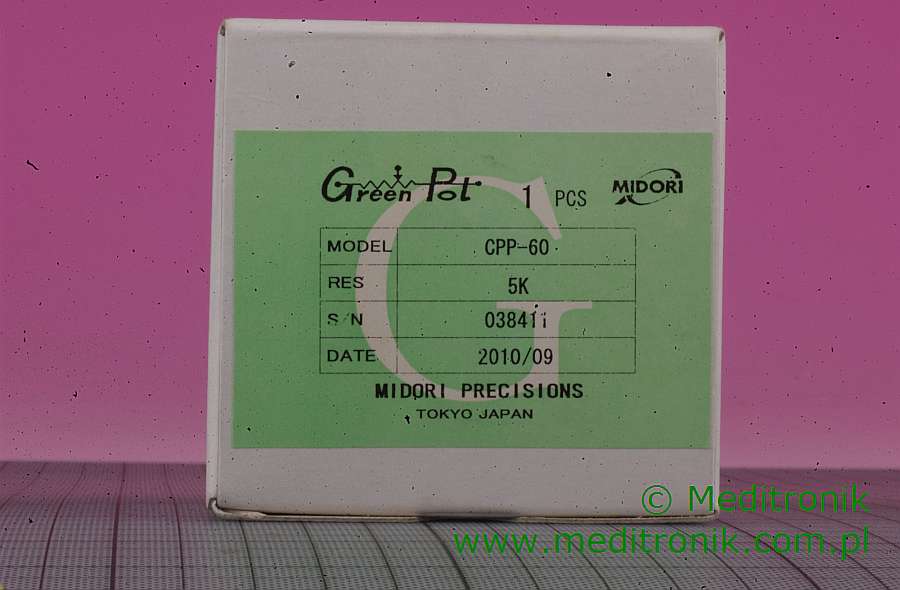 Green Pot 1 PCS MIDORI
MODEL CPP-60
RES 5K
S/N 038411
DATE 2010/09
MIDORI PRECISIONS
TOKYO JAPAN
© Meditronik
www.meditronik.com.pl